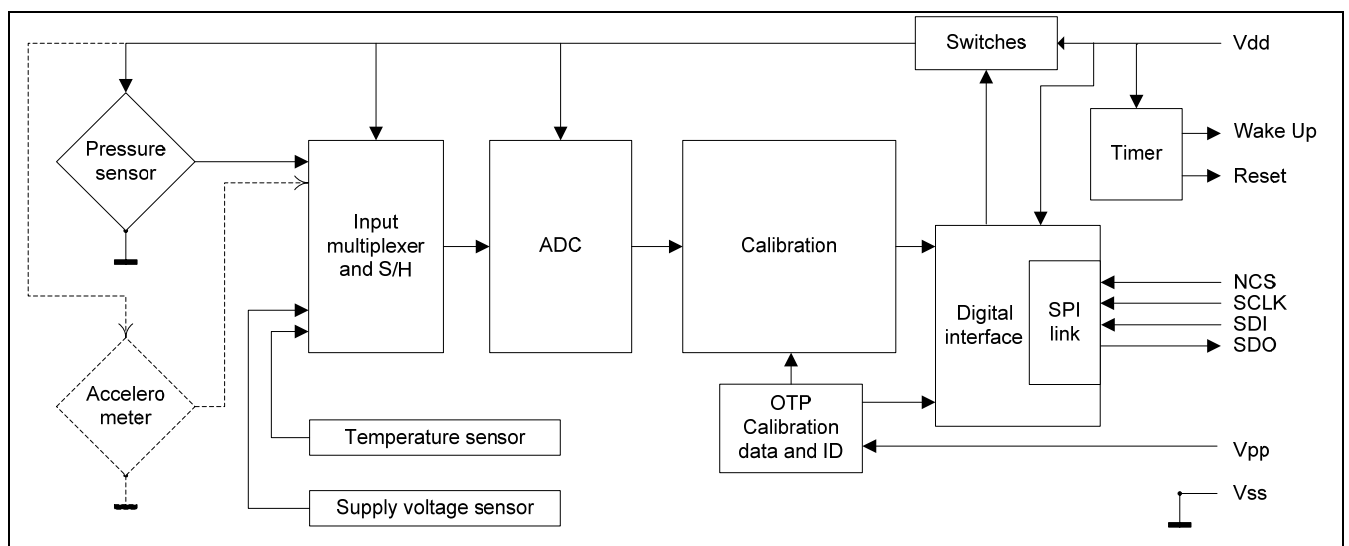 Switches
Vdd
Pressure
sensor
Timer
Wake Up
Reset
Input
multiplexer
and S/H
ADC
Calibration
Digital
interface
SPI
link
NCS
SCLK
SDI
SDO
Accelero
meter
OTP
Calibration
data and ID
Temperature sensor
Vpp
Supply voltage sensor
Vss